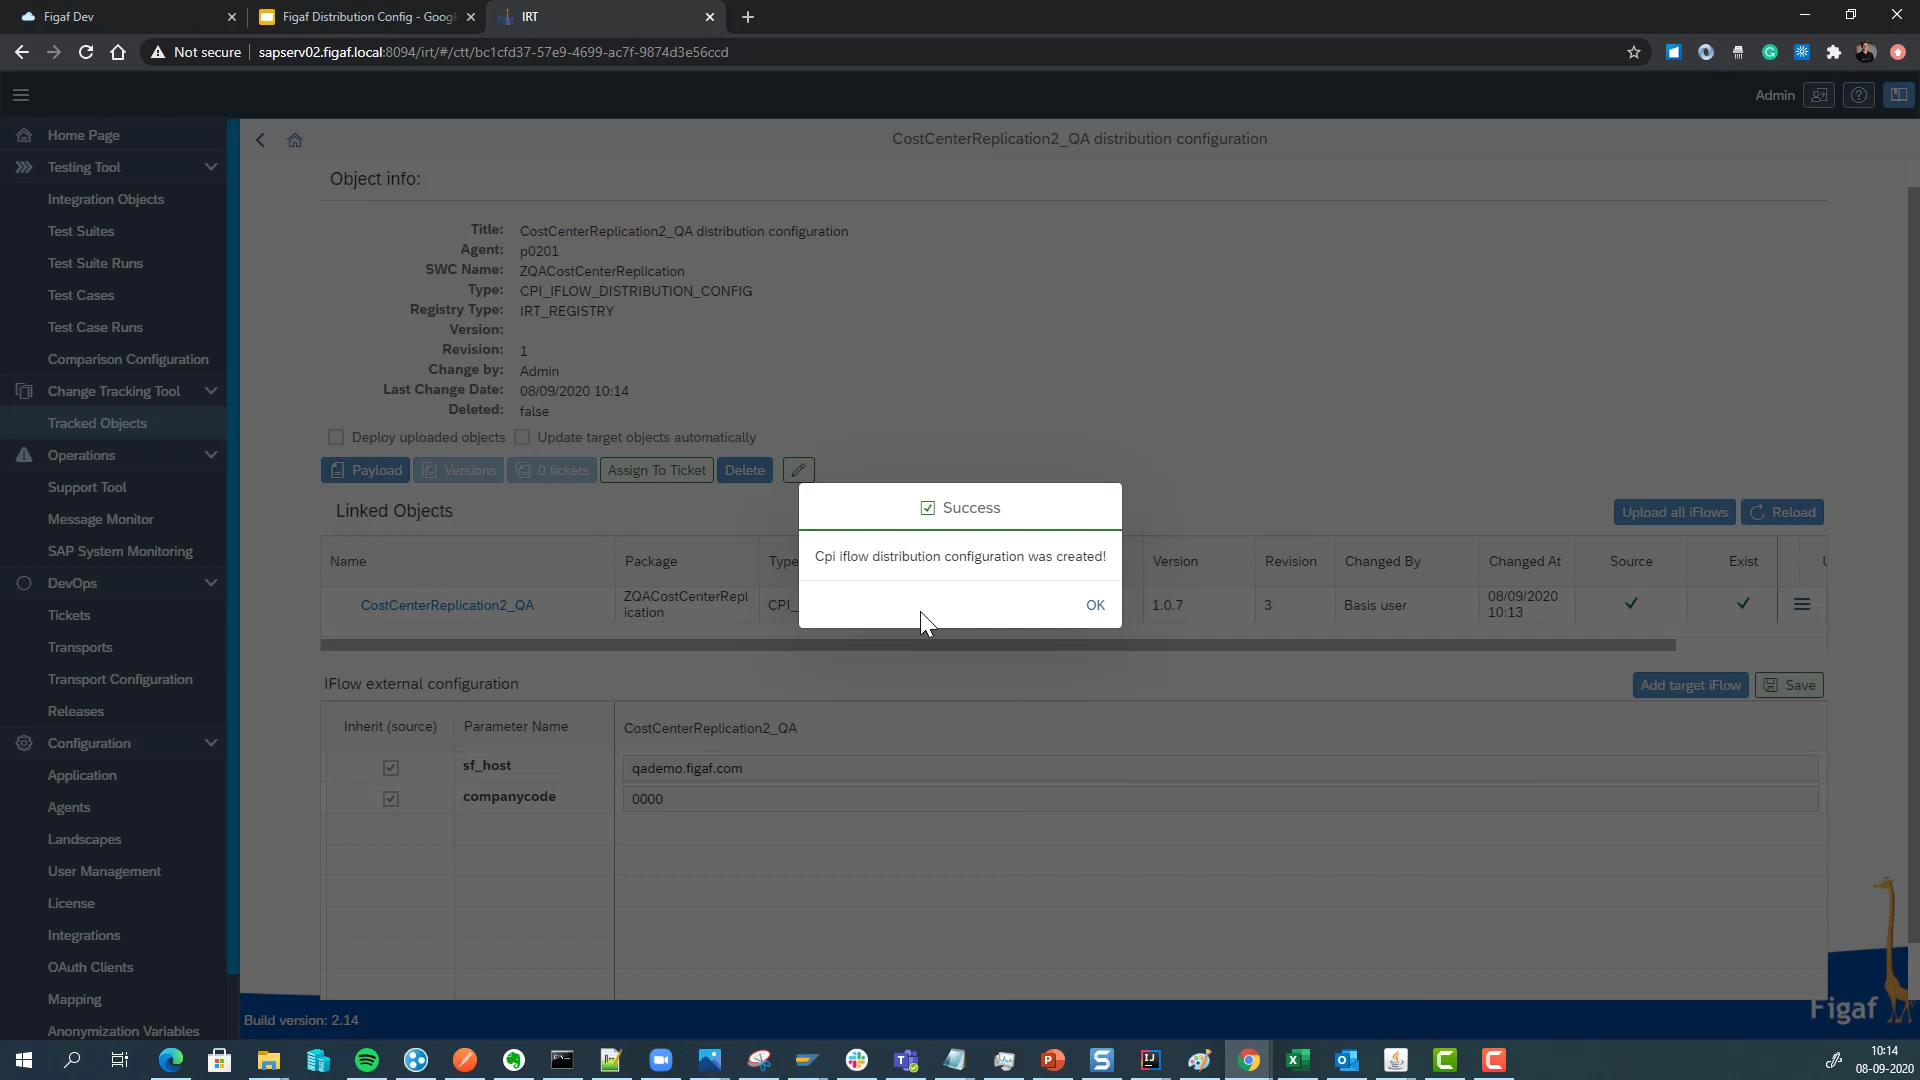 Figaf Dev
Figaf Distribution Config - Googl
IRT
Not secure
sapserv02.figaf.local:8094/irt/#/ctt/bc1cfd37-57e9-4699-ac7f-9874d3e56ccd
Admin
Home Page
Testing Tool
Integration Objects
Test Suites
Test Suite Runs
Test Cases
Test Case Runs
Comparison Configuration
Change Tracking Tool
Tracked Objects
Operations
Support Tool
Message Monitor
SAP System Monitoring
DevOps
Tickets
Transports
Transport Configuration
Releases
Configuration
Application
Agents
Landscapes
User Management
License
Integrations
OAuth Clients
Mapping
Anonymization Variables
CostCenterReplication2_QA distribution configuration
Object info:
Title: CostCenterReplication2_QA distribution configuration
Agent: p0201
SWC Name: ZQACostCenterReplication
Type: CPI_IFLOW_DISTRIBUTION_CONFIG
Registry Type: IRT_REGISTRY
Version:
Revision: 1
Change by: Admin
Last Change Date: 08/09/2020 10:14
Deleted: false
Deploy uploaded objects Update target objects automatically
Payload Versions 0 tickets Assign To Ticket Delete
Success
Cpi iflow distribution configuration was created!
OK
Linked Objects Upload all iFlows Reload
Name Package Type Version Revision Changed By Changed At Source Exist
CostCenterReplication2_QA ZQACostCenterRepl
ication CPI_ 1.0.7 3 Basis user 08/09/2020
10:13
IFlow external configuration Add target iFlow Save
Inherit (source) Parameter Name CostCenterReplication2_QA
sf_host qademo.figaf.com
companycode 0000
Figaf
Build version: 2.14
10:14
08-09-2020